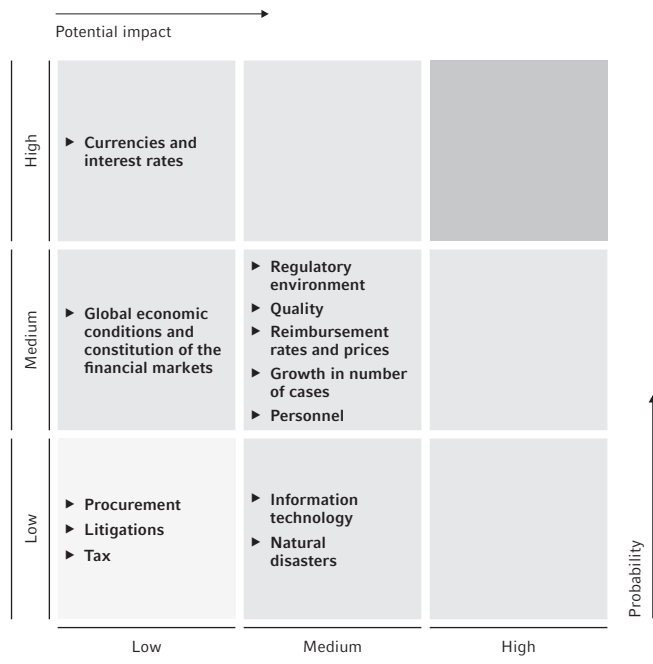 Potential impact
High
▶ Currencies and
interest rates
Medium
▶ Global economic
conditions and
constitution of the
financial markets
▶ Regulatory
environment
▶ Quality
▶ Reimbursement
rates and prices
▶ Growth in number
of cases
▶ Personnel
Low
▶ Procurement
▶ Litigations
▶ Tax
▶ Information
technology
▶ Natural
disasters
Probability
Low
Medium
High